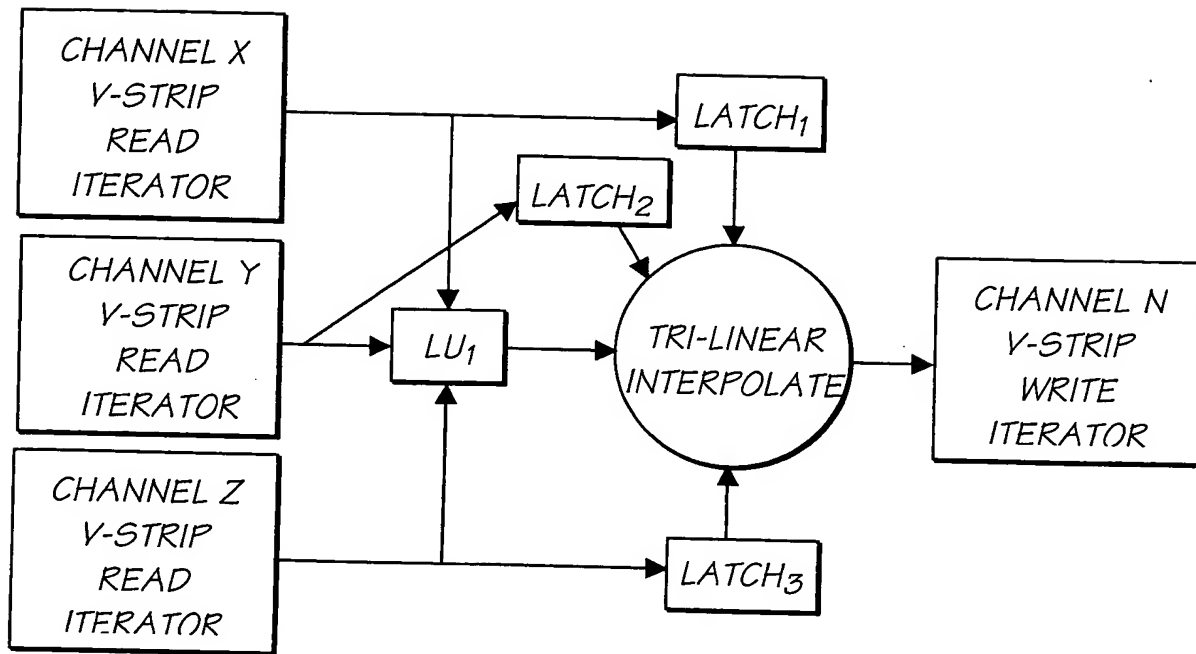 CHANNEL X
V-STRIP
READ
ITERATOR
LATCH1
LATCH2
CHANNEL Y
V-STRIP
READ
ITERATOR
LU1
TRI-LINEAR
INTERPOLATE
CHANNEL N
V-STRIP
WRITE
ITERATOR
CHANNEL Z
V-STRIP
READ
ITERATOR
LATCH3